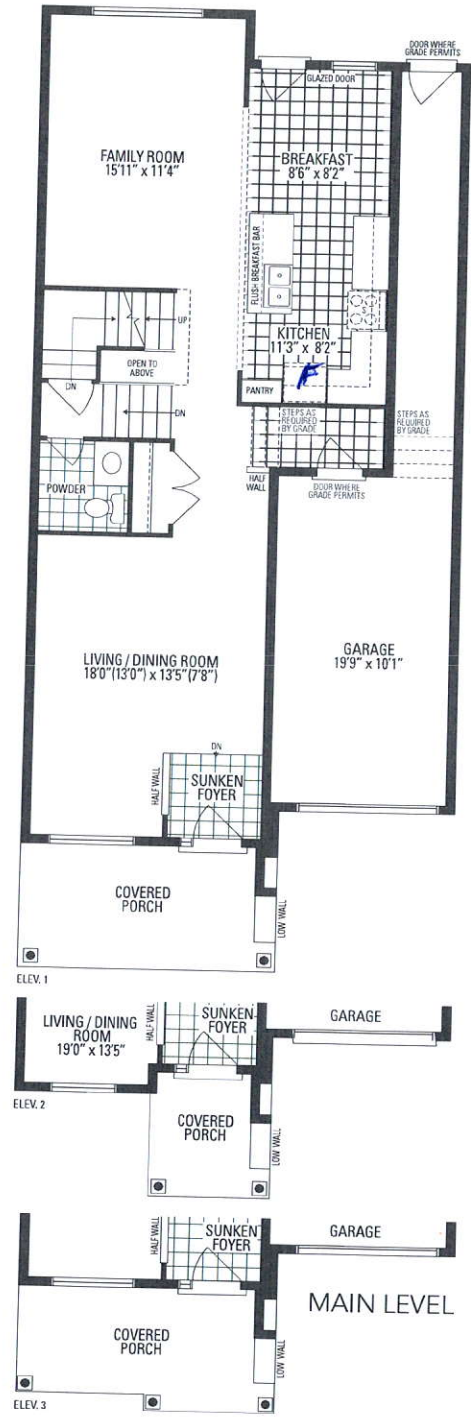 DOOR WHERE
GRADE PERMITS
GLAZED DOOR
FAMILY ROOM
15'11" x 11'4"
BREAKFAST
8'6" x 8'2"
FLUSH BREAKFAST BAR
UP
OPEN TO
ABOVE
DN
DN
KITCHEN
11'3" x 8'2"
F
PANTRY
STEPS AS
REQUIRED
BY GRADE
STEPS AS
REQUIRED
BY GRADE
HALF
WALL
DOOR WHERE
GRADE PERMITS
POWDER
LIVING / DINING ROOM
18'0"(13'0") x 13'5"(7'8")
GARAGE
19'9" x 10'1"
DN
HALF WALL
SUNKEN
FOYER
COVERED
PORCH
LOW WALL
ELEV. 1
LIVING / DINING
ROOM
19'0" x 13'5"
HALF WALL
SUNKEN
FOYER
GARAGE
ELEV. 2
COVERED
PORCH
LOW WALL
HALF WALL
SUNKEN
FOYER
GARAGE
MAIN LEVEL
COVERED
PORCH
LOW WALL
ELEV. 3